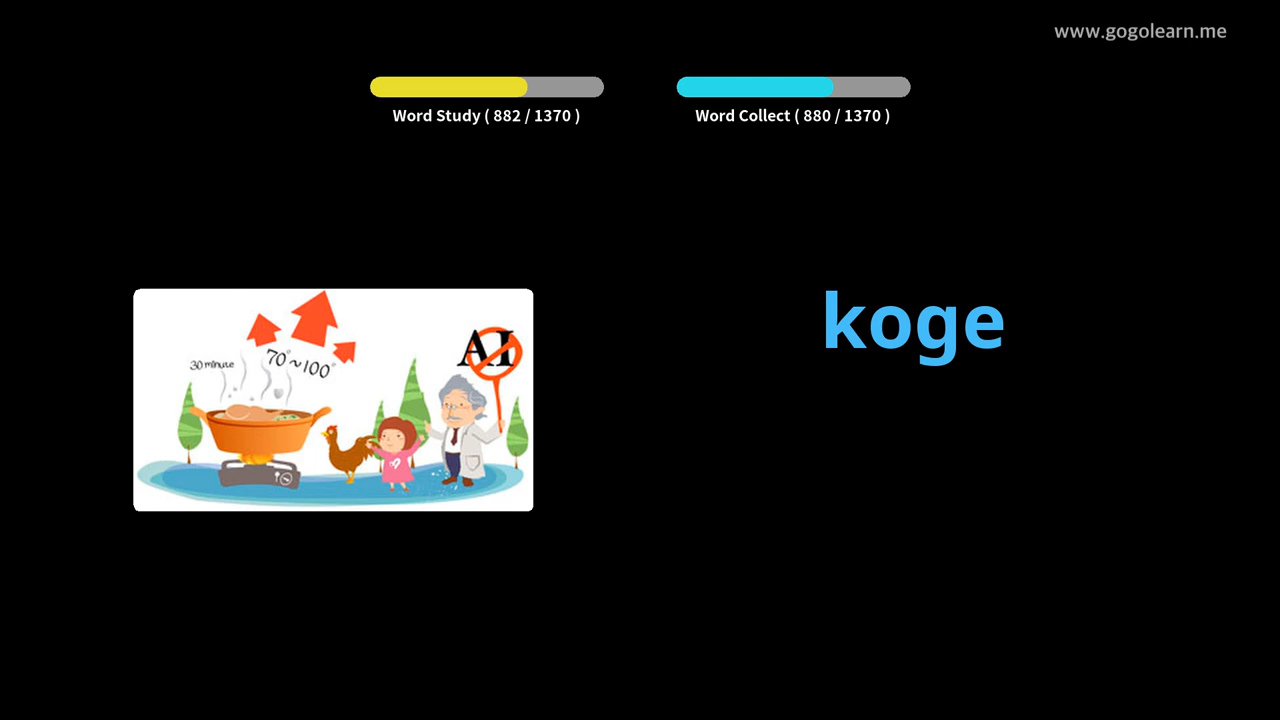 www.gogolearn.me
Word Study ( 882 / 1370 )
Word Collect ( 880 / 1370 )
koge
30 minute
70°~100°
AI